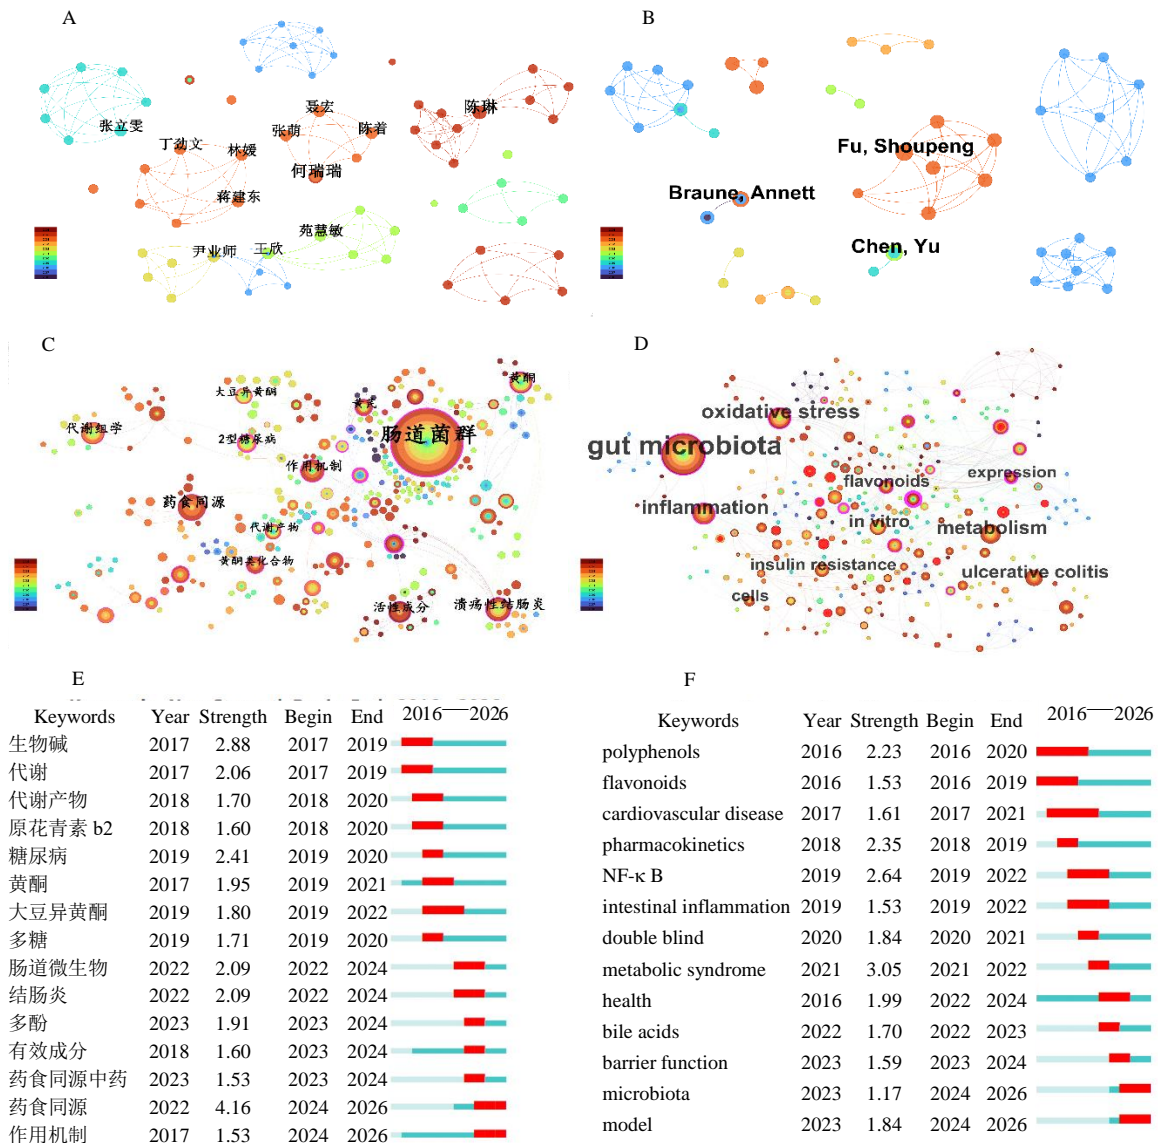 A
B
聂宏
陈琳
张立雯
张萌
陈着
丁劲文
林嫒
何瑞瑞
蒋建东
苑慧敏
尹业师
王欣
Fu, Shoupeng
Braune, Annett
Chen, Yu
C
D
黄酮
大豆异黄酮
黄芪
代谢组学
2型糖尿病
肠道菌群
作用机制
药食同源
代谢产物
黄酮类化合物
活性成分
溃疡性结肠炎
oxidative stress
gut microbiota
expression
flavonoids
inflammation
in vitro
metabolism
insulin resistance
ulcerative colitis
cells
E
Keywords Year Strength Begin End 2016—2026
生物碱 2017 2.88 2017 2019
代谢 2017 2.06 2017 2019
代谢产物 2018 1.70 2018 2020
原花青素 b2 2018 1.60 2018 2020
糖尿病 2019 2.41 2019 2020
黄酮 2017 1.95 2019 2021
大豆异黄酮 2019 1.80 2019 2022
多糖 2019 1.71 2019 2020
肠道微生物 2022 2.09 2022 2024
结肠炎 2022 2.09 2022 2024
多酚 2023 1.91 2023 2024
有效成分 2018 1.60 2023 2024
药食同源中药 2023 1.53 2023 2024
药食同源 2022 4.16 2024 2026
作用机制 2017 1.53 2024 2026
F
Keywords Year Strength Begin End 2016—2026
polyphenols 2016 2.23 2016 2020
flavonoids 2016 1.53 2016 2019
cardiovascular disease 2017 1.61 2017 2021
pharmacokinetics 2018 2.35 2018 2019
NF-κ B 2019 2.64 2019 2022
intestinal inflammation 2019 1.53 2019 2022
double blind 2020 1.84 2020 2021
metabolic syndrome 2021 3.05 2021 2022
health 2016 1.99 2022 2024
bile acids 2022 1.70 2022 2023
barrier function 2023 1.59 2023 2024
microbiota 2023 1.17 2024 2026
model 2023 1.84 2024 2026